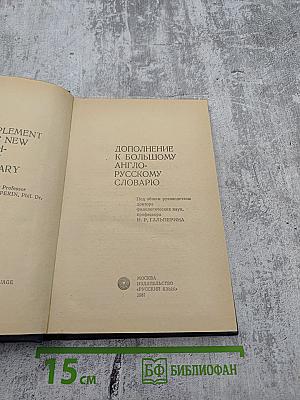 PLEMENT
NEW
H-
ARY
Professor
PERIN, Phil. Dr.
UAGE
ДОПОЛНЕНИЕ
К БОЛЬШОМУ
АНГЛО-
РУССКОМУ
СЛОВАРЮ
Под общим руководством
доктора
филологических наук,
профессора
И. Р. ГАЛЬПЕРИНА
МОСКВА
ИЗДАТЕЛЬСТВО
«РУССКИЙ ЯЗЫК»
15 см
БФ БИБЛИОФАН